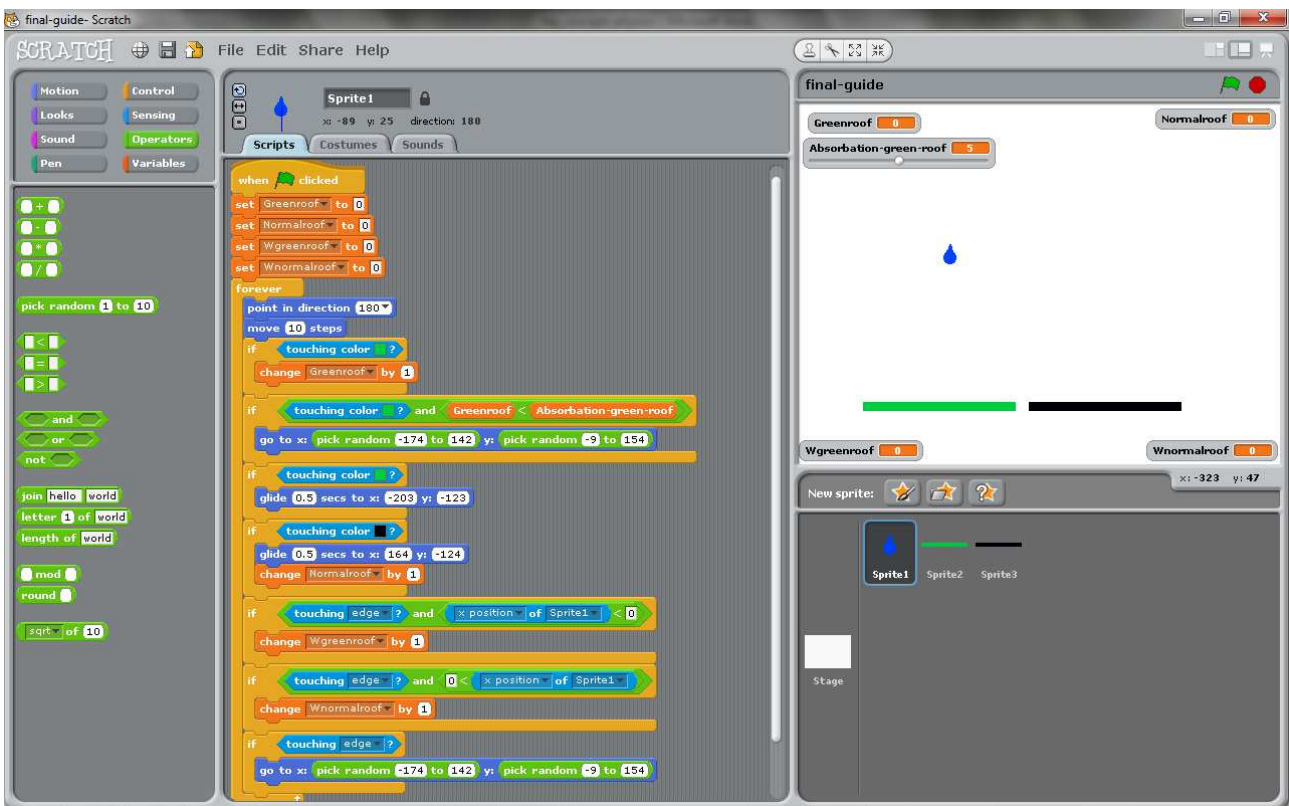 final-guide- Scratch
SCRATCH File Edit Share Help
Motion Control
Looks Sensing
Sound Operators
Pen Variables
+
-
*
/
pick random 1 to 10
<
=
>
and
or
not
join hello world
letter 1 of world
length of world
mod
round
sqrt of 10
Sprite1
x: -89 y: 25 direction: 180
Scripts Costumes Sounds
when clicked
set Greenroof to 0
set Normalroof to 0
set Wgreenroof to 0
set Wnormalroof to 0
forever
point in direction 180
move 10 steps
if touching color ?
change Greenroof by 1
if touching color ? and Greenroof < Absorbation-green-roof
go to x: pick random -174 to 142 y: pick random -9 to 154
if touching color ?
glide 0.5 secs to x: -203 y: -123
if touching color ?
glide 0.5 secs to x: 164 y: -124
change Normalroof by 1
if touching edge ? and x position of Sprite1 < 0
change Wgreenroof by 1
if touching edge ? and 0 < x position of Sprite1
change Wnormalroof by 1
if touching edge ?
go to x: pick random -174 to 142 y: pick random -9 to 154
final-guide
Greenroof 0 Normalroof 0
Absorbation-green-roof 5
Wgreenroof 0 Wnormalroof 0
x: -323 y: 47
New sprite:
Sprite1 Sprite2 Sprite3
Stage